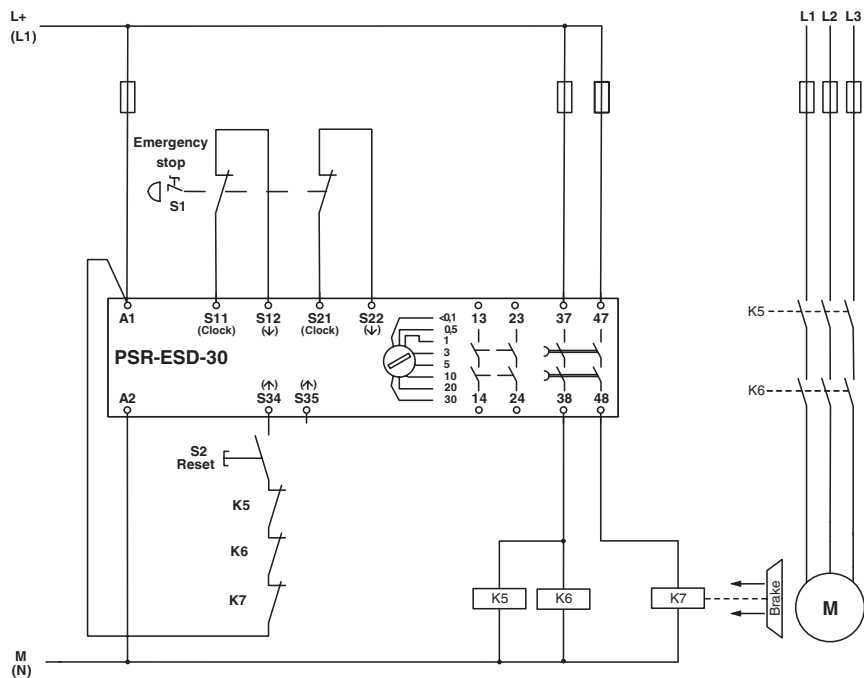 L+
(L1)
L1 L2 L3
Emergency
stop
S1
A1 S11 S12 S21 S22 13 23 37 47
(Clock) (↓) (Clock) (↓)
<0,1
0,5
1
3
5
10
20
30
PSR-ESD-30
(↑) (↑)
A2 S34 S35 14 24 38 48
K5
K6
S2
Reset
K5
K6
K7
K5 K6 K7
Brake
M
M
(N)